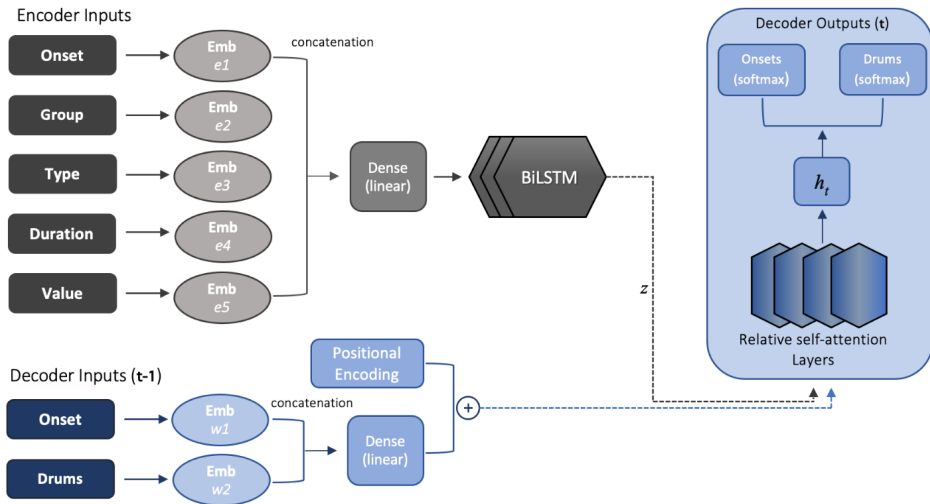 Encoder Inputs
Onset
Emb
e1
concatenation
Group
Emb
e2
Type
Emb
e3
Duration
Emb
e4
Value
Emb
e5
Dense
(linear)
BiLSTM
z
Decoder Inputs (t-1)
Onset
Emb
w1
concatenation
Drums
Emb
w2
Dense
(linear)
Positional
Encoding
+
Decoder Outputs (t)
Onsets
(softmax)
Drums
(softmax)
h_t
Relative self-attention
Layers